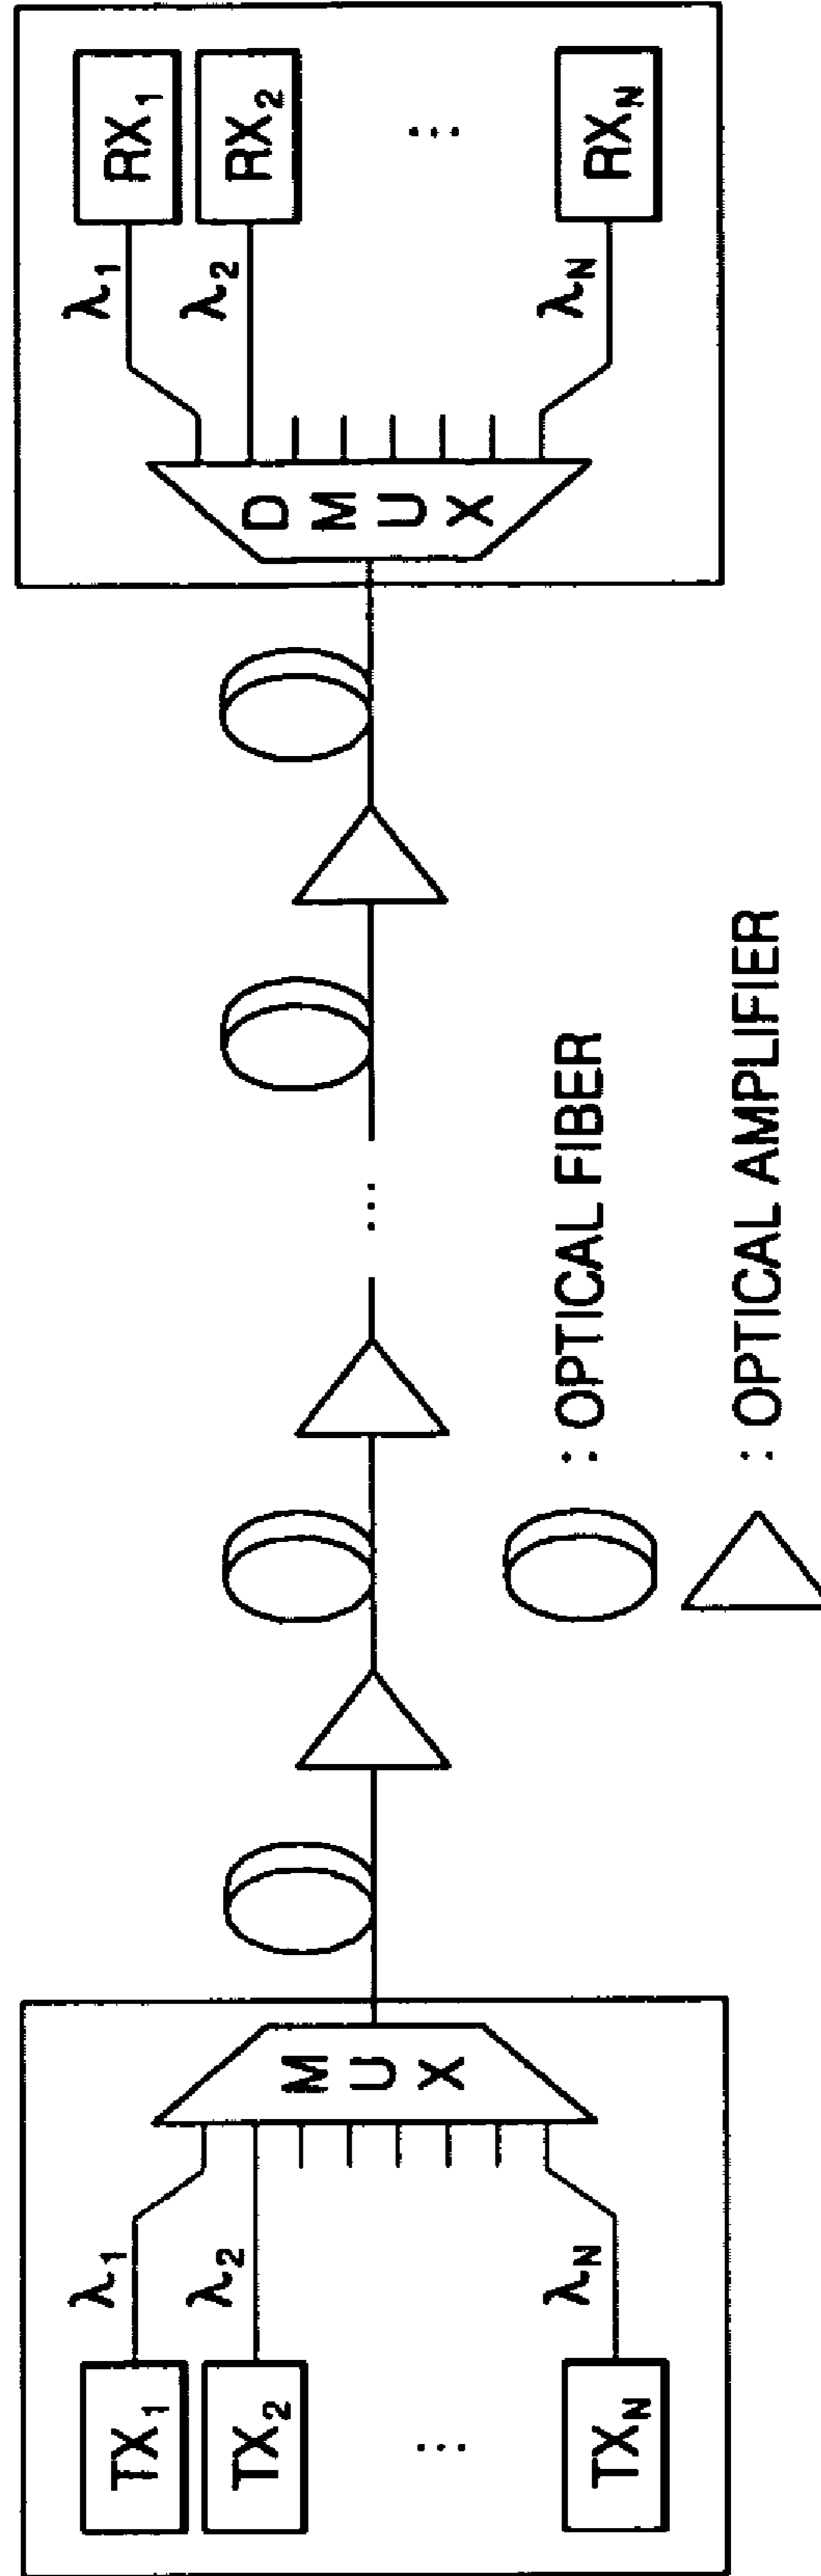 TX1
λ1
TX2
λ2
...
TXN
λN
MUX
...
DMUX
λ1
RX1
λ2
RX2
...
λN
RXN
: OPTICAL FIBER
: OPTICAL AMPLIFIER